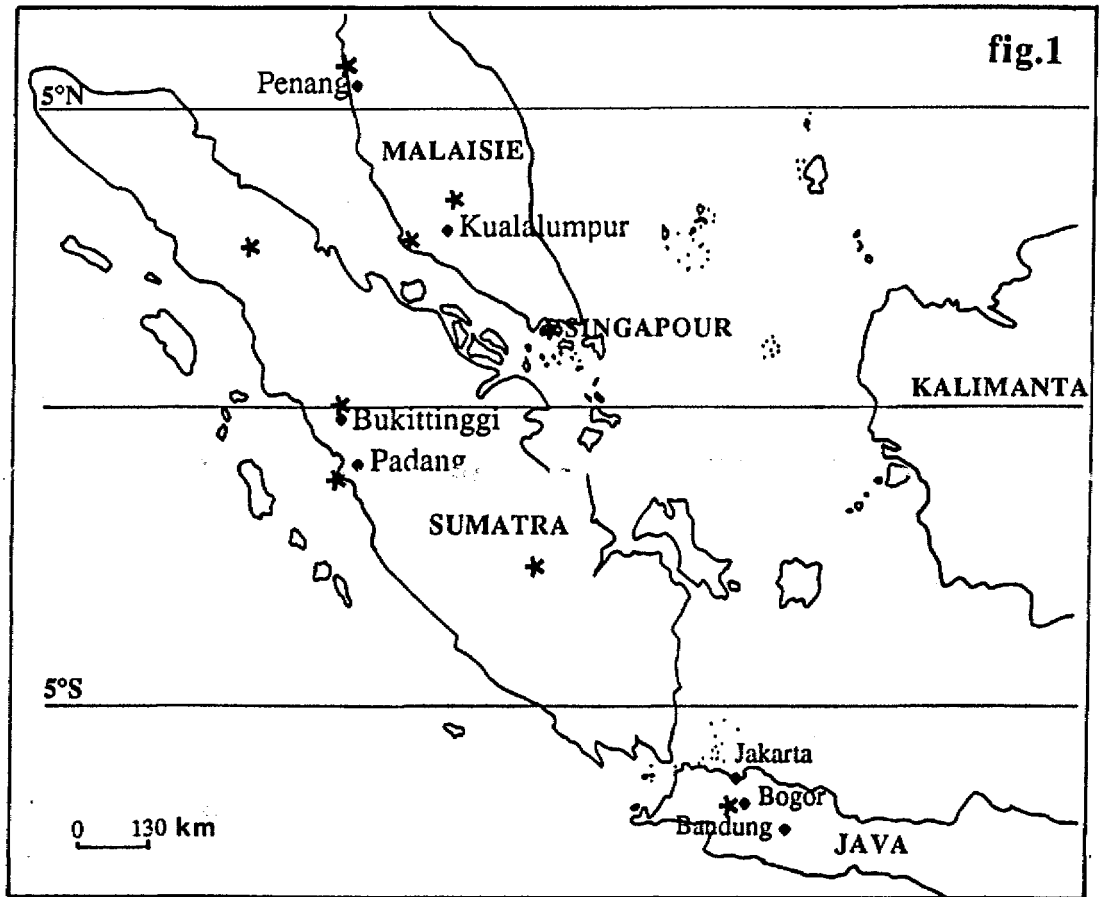 fig.1
Penang
5°N
MALAISIE
Kualalumpur
SINGAPOUR
KALIMANTA
Bukittinggi
Padang
SUMATRA
5°S
Jakarta
Bogor
Bandung
JAVA
0 130 km